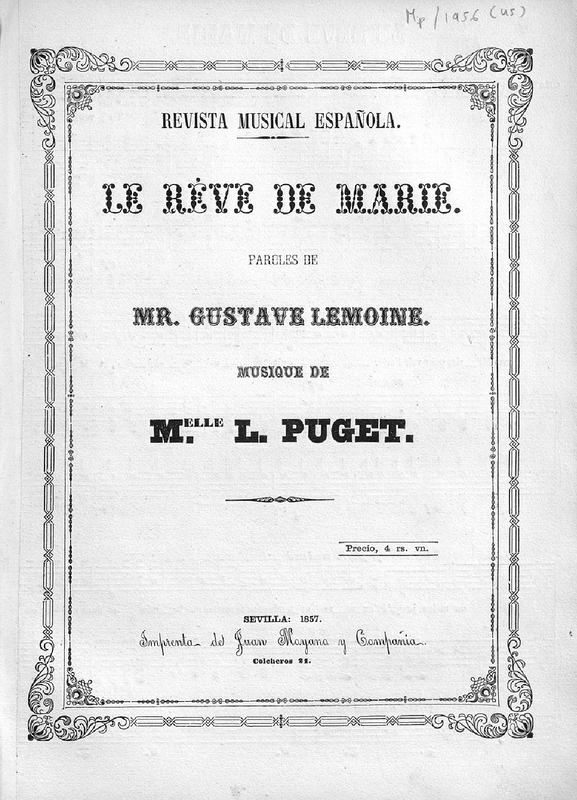 Mp/1956 (us)
REVISTA MUSICAL ESPAÑOLA.
LE RÊVE DE MARIE.
PAROLES DE
MR. GUSTAVE LEMOINE.
MUSIQUE DE
M.ELLE L. PUGET.
Precio, 4 rs. vn.
SEVILLA: 1857.
Imprenta de Juan Moyano y Compañia.
Colcheros 21.